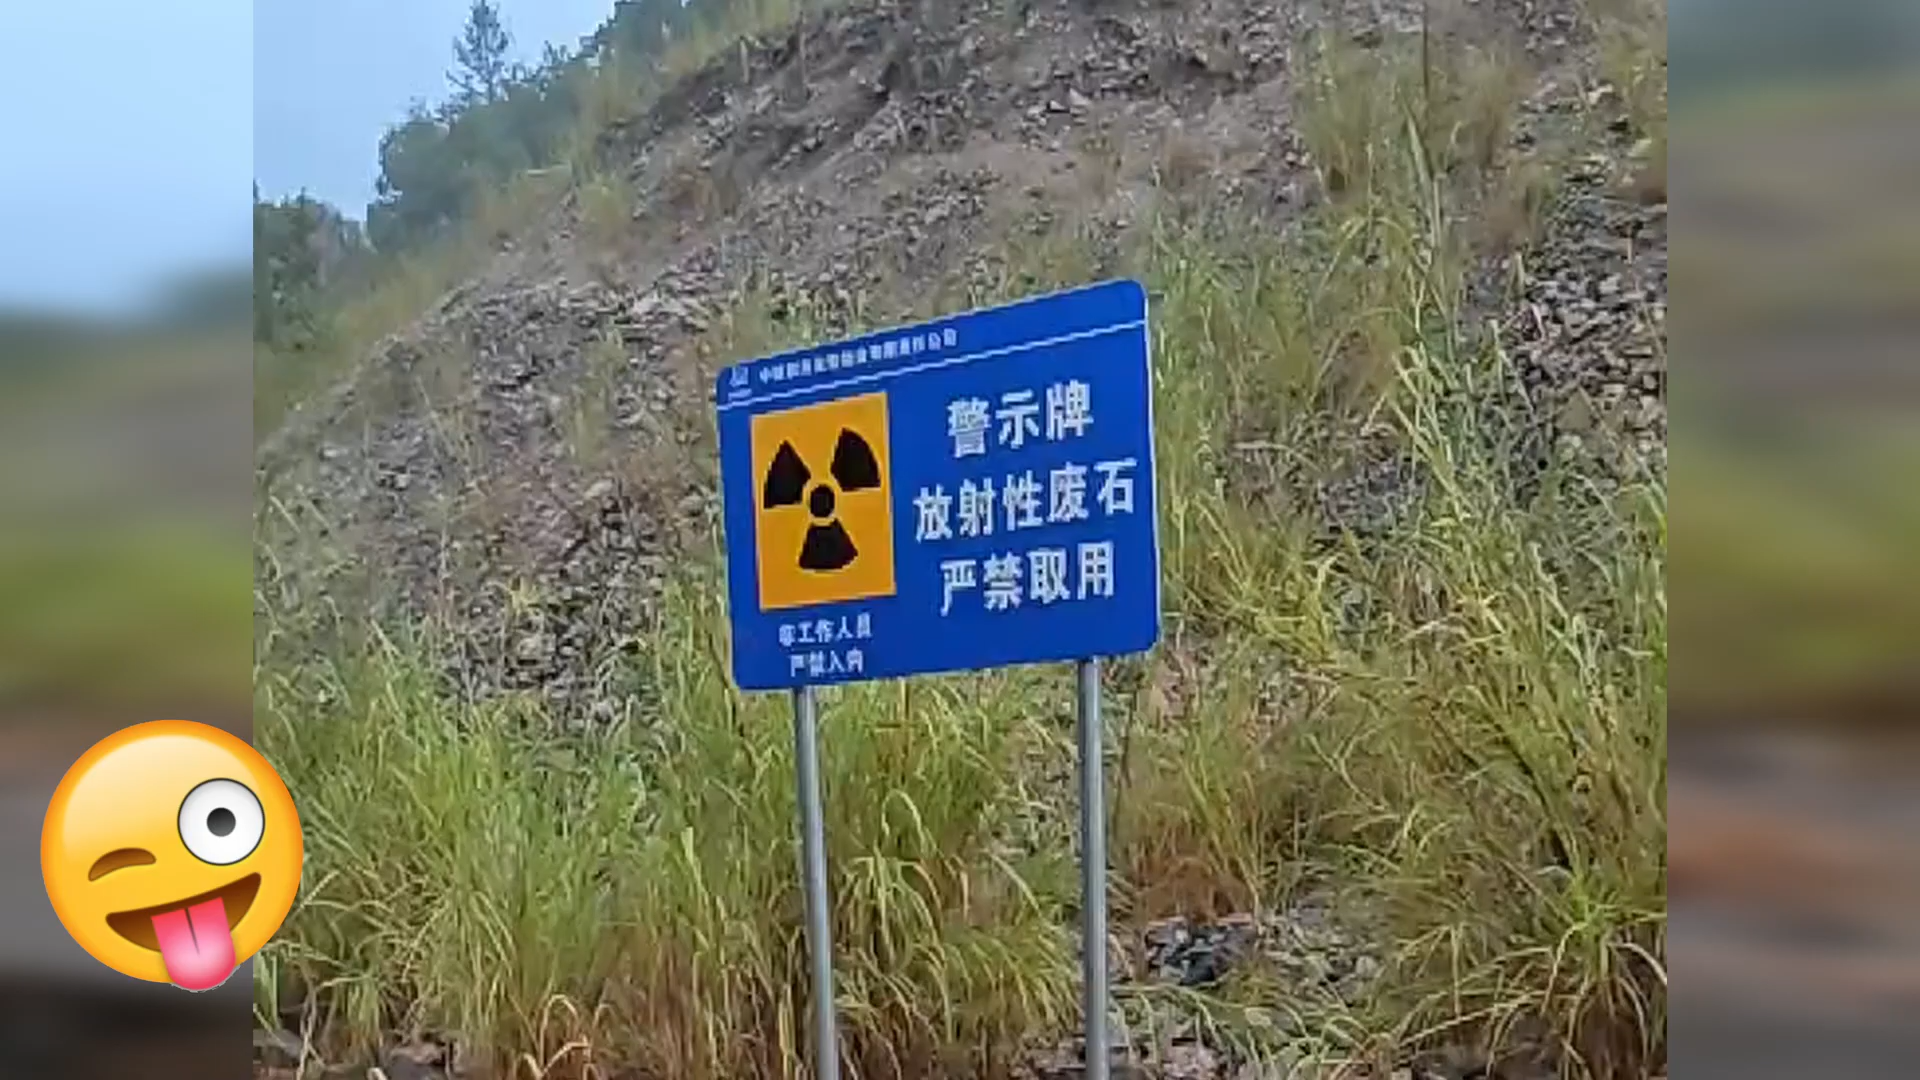 警示牌
放射性废石
严禁取用
非工作人员
严禁入内